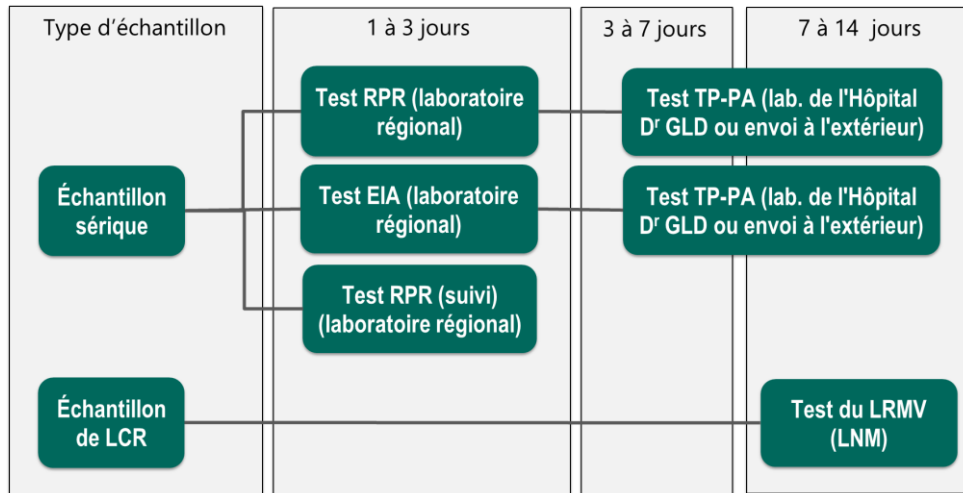 Type d'échantillon
1 à 3 jours
3 à 7 jours
7 à 14 jours
Test RPR (laboratoire
régional)
Test TP-PA (lab. de l'Hôpital
Dʳ GLD ou envoi à l'extérieur)
Échantillon
sérique
Test EIA (laboratoire
régional)
Test TP-PA (lab. de l'Hôpital
Dʳ GLD ou envoi à l'extérieur)
Test RPR (suivi)
(laboratoire régional)
Échantillon
de LCR
Test du LRMV
(LNM)